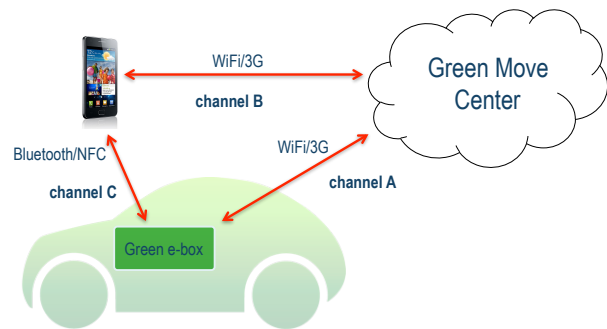 WiFi/3G
channel B
Green Move
Center
Bluetooth/NFC
channel C
WiFi/3G
channel A
Green e-box